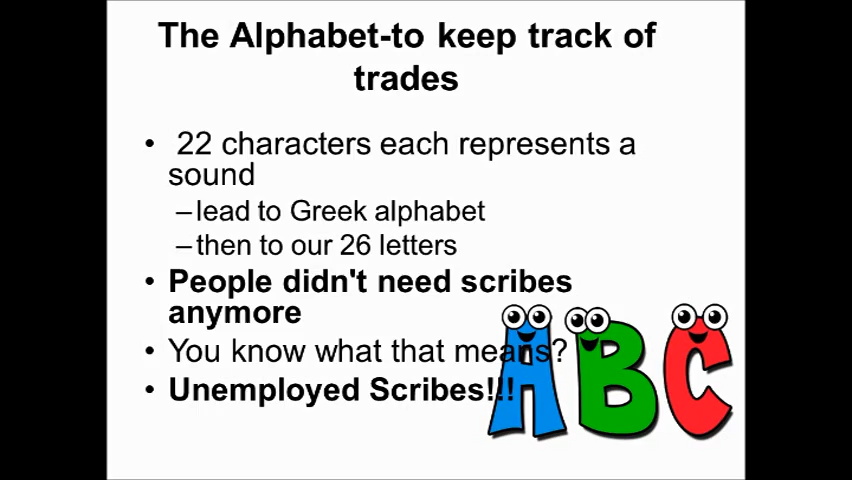 The Alphabet-to keep track of
trades
• 22 characters each represents a
sound
–lead to Greek alphabet
–then to our 26 letters
• People didn't need scribes
anymore
• You know what that means?
• Unemployed Scribes!!!
ABC